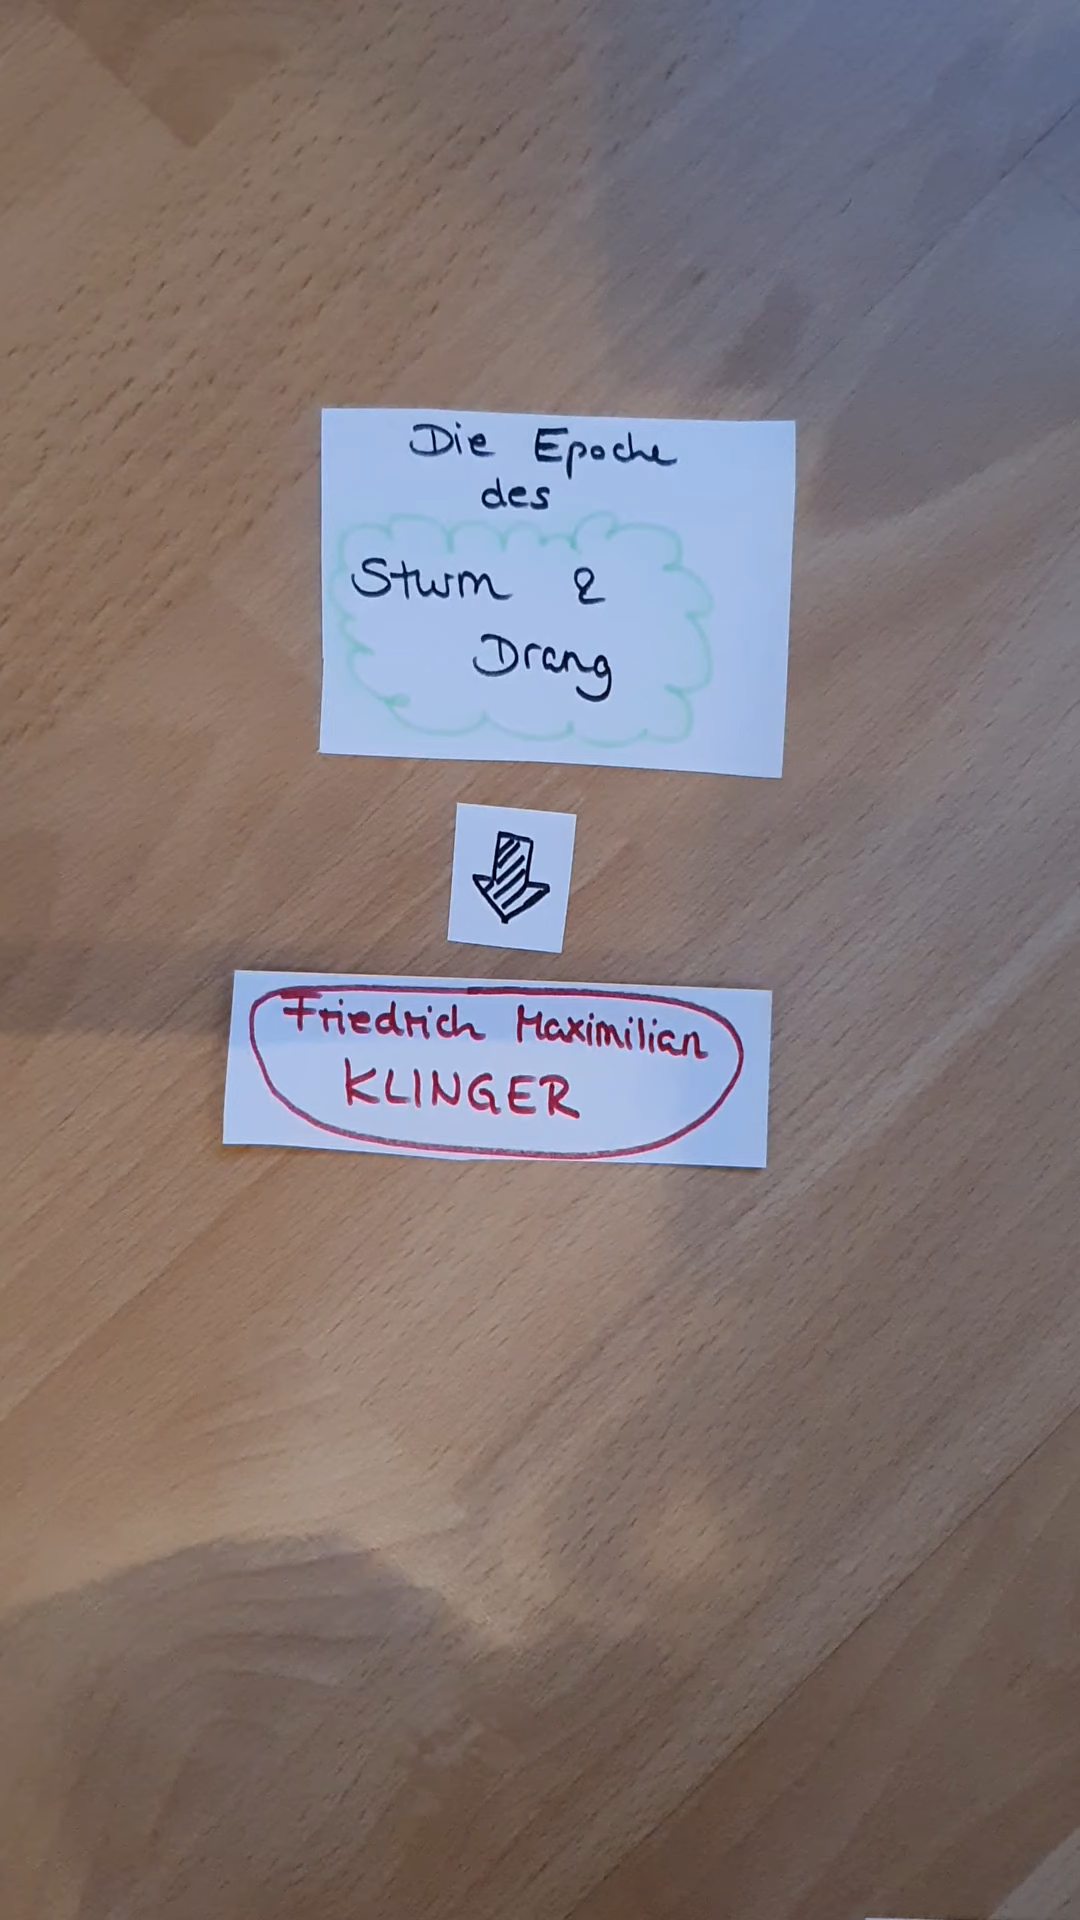 Die Epoche
des
Sturm &
Drang
Friedrich Maximilian
KLINGER